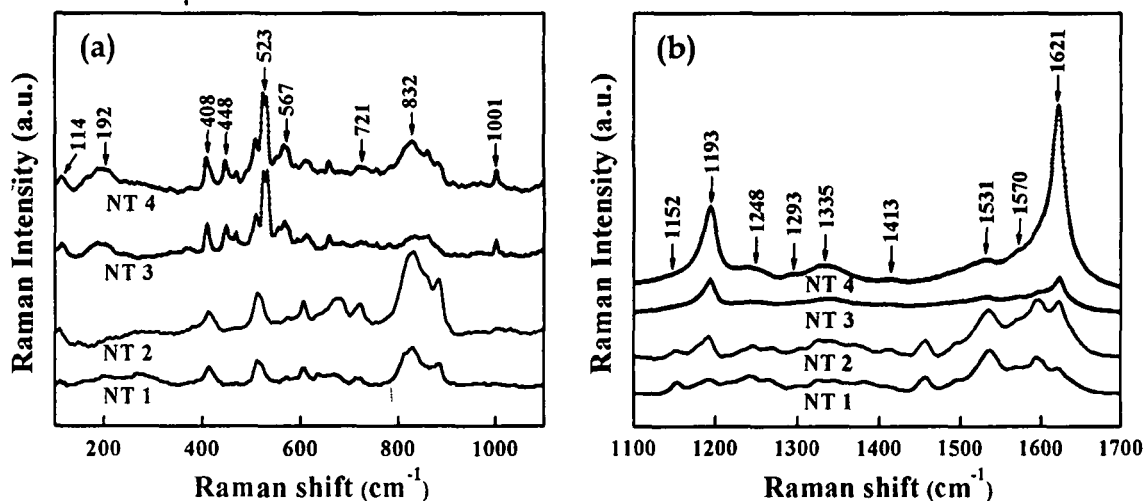 (a)
Raman Intensity (a.u.)
114
192
408
448
523
567
721
832
1001
NT 4
NT 3
NT 2
NT 1
200 400 600 800 1000
Raman shift (cm⁻¹)
(b)
Raman Intensity (a.u.)
1152
1193
1248
1293
1335
1413
1531
1570
1621
NT 4
NT 3
NT 2
NT 1
1100 1200 1300 1400 1500 1600 1700
Raman shift (cm⁻¹)